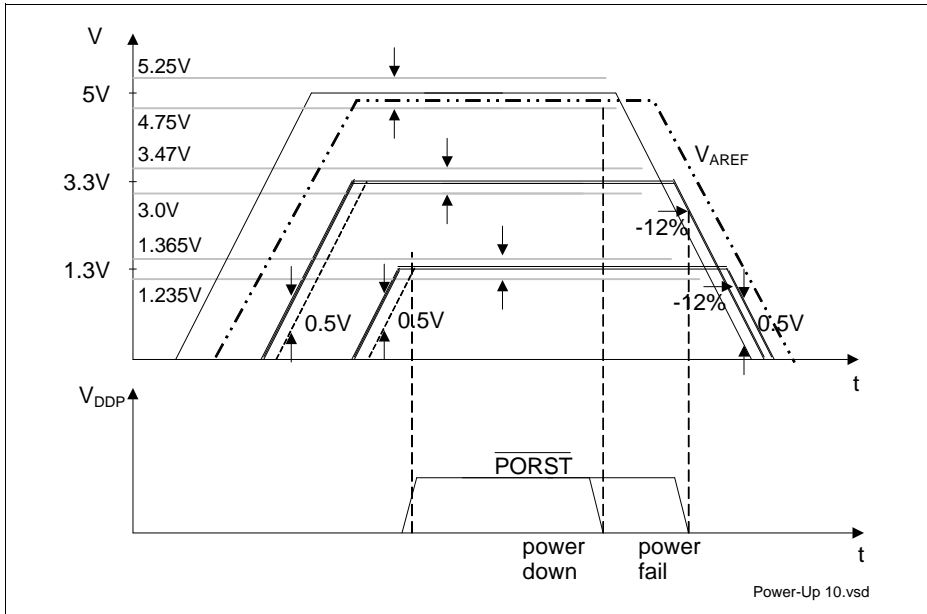 V
5.25V
5V
4.75V
VAREF
3.47V
3.3V
3.0V
-12%
1.365V
1.3V
1.235V
-12%
0.5V
0.5V
0.5V
t
VDDP
PORST
power down
power fail
t
Power-Up 10.vsd